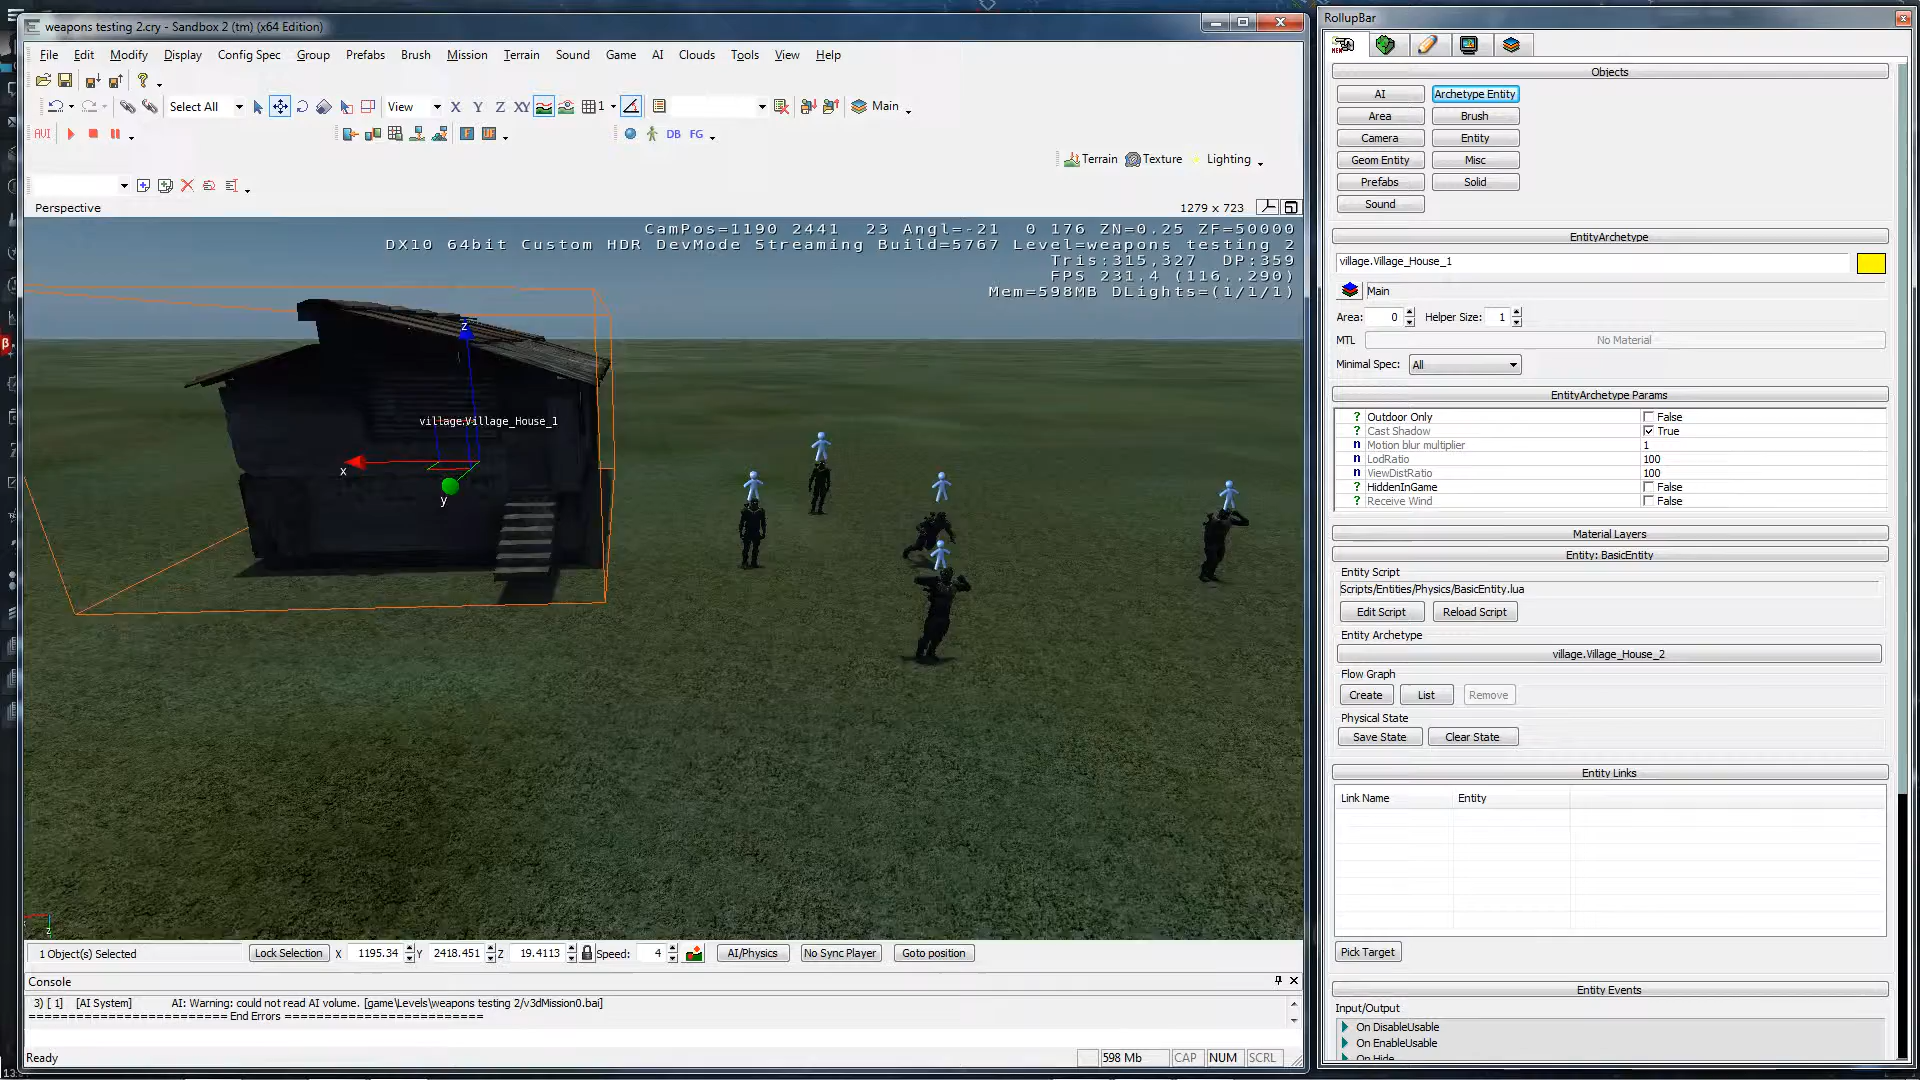 weapons testing 2.cry - Sandbox 2 (tm) (x64 Edition)
File Edit Modify Display Config Spec Group Prefabs Brush Mission Terrain Sound Game AI Clouds Tools View Help
Select All View X Y Z XY 1 Main
AVI DB FG
Terrain Texture Lighting
Perspective 1279 x 723
CamPos=1190 2441 23 Angl=-21 0 176 ZN=0.25 ZF=50000
DX10 64bit Custom HDR DevMode Streaming Build=5767 Level=weapons testing 2
Tris:315,327 DP:359
FPS 231.4 (116..290)
Mem=598MB DLights=(1/1/1)
z
village.Village_House_1
x
y
z
1 Object(s) Selected Lock Selection X 1195.34 Y 2418.451 Z 19.4113 Speed: 4 AI/Physics No Sync Player Goto position
Console
3) [ 1] [AI System] AI: Warning: could not read AI volume. [game\Levels\weapons testing 2/v3dMission0.bai]
========================= End Errors =========================
Ready 598 Mb CAP NUM SCRL
RollupBar
Objects
AI Archetype Entity
Area Brush
Camera Entity
Geom Entity Misc
Prefabs Solid
Sound
EntityArchetype
village.Village_House_1
Main
Area: 0 Helper Size: 1
MTL No Material
Minimal Spec: All
EntityArchetype Params
? Outdoor Only False
? Cast Shadow True
n Motion blur multiplier 1
n LodRatio 100
n ViewDistRatio 100
? HiddenInGame False
? Receive Wind False
Material Layers
Entity: BasicEntity
Entity Script
Scripts/Entities/Physics/BasicEntity.lua
Edit Script Reload Script
Entity Archetype
village.Village_House_2
Flow Graph
Create List Remove
Physical State
Save State Clear State
Entity Links
Link Name Entity
Pick Target
Entity Events
Input/Output
On DisableUsable
On EnableUsable
On Hide